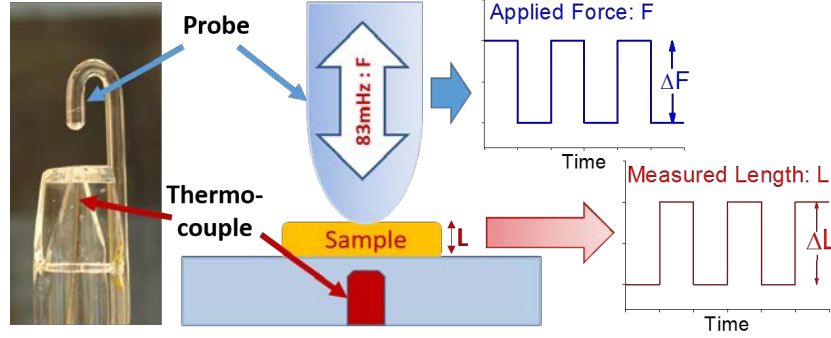 Probe
Thermo-
couple
83mHz : F
Sample
L
Applied Force: F
ΔF
Time
Measured Length: L
ΔL
Time